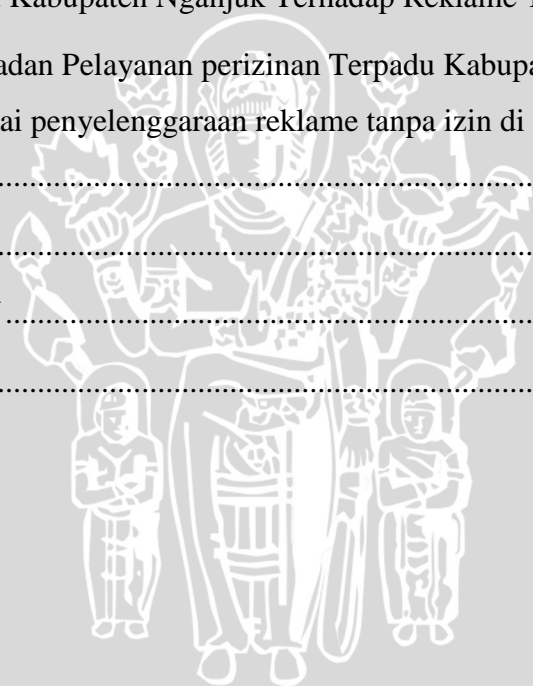 Kabupaten Nganjuk Terhadap Reklame
adan Pelayanan perizinan Terpadu Kabupa
ai penyelenggaraan reklame tanpa izin di
....................................................................
....................................................................
....................................................................
....................................................................